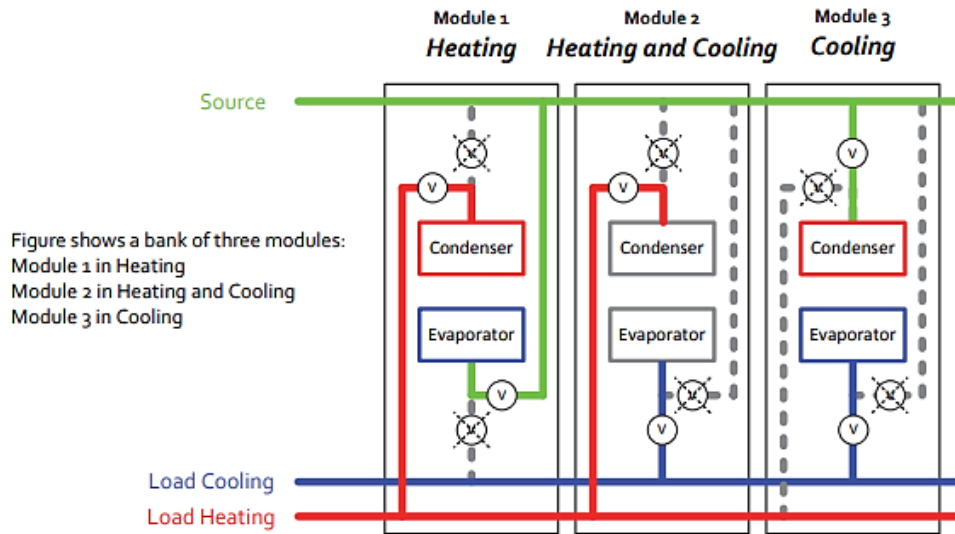 Module 1
Heating
Module 2
Heating and Cooling
Module 3
Cooling
Source
V
V
V
V
V
V
Figure shows a bank of three modules:
Module 1 in Heating
Module 2 in Heating and Cooling
Module 3 in Cooling
Condenser
Condenser
Condenser
Evaporator
Evaporator
Evaporator
V
V
V
V
V
V
Load Cooling
Load Heating